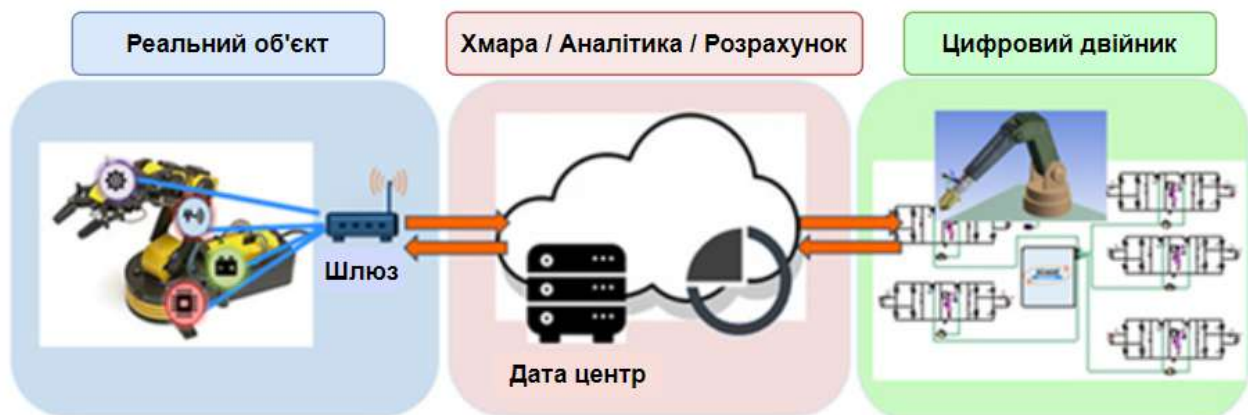 Реальний об'єкт
Хмара / Аналітика / Розрахунок
Цифровий двійник
Шлюз
Дата центр